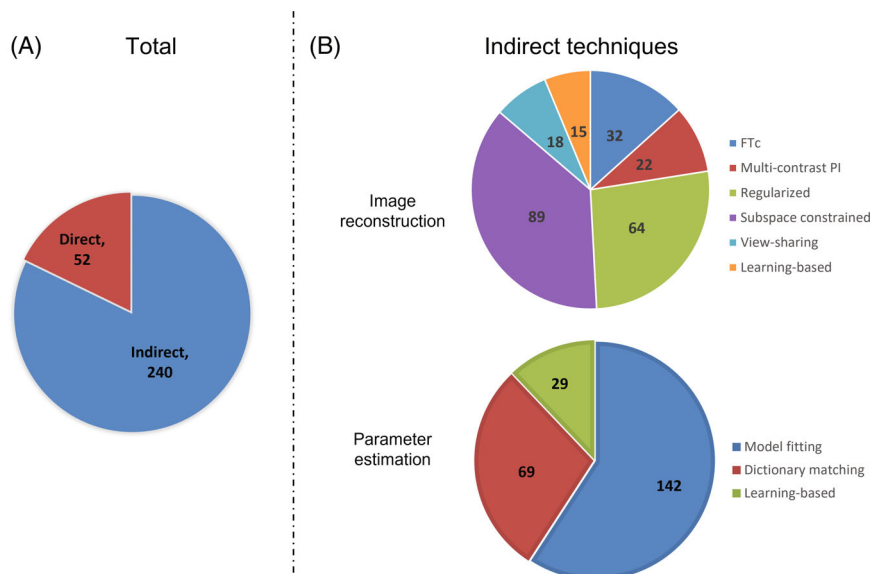 (A)
Total
Direct,
52
Indirect,
240
(B)
Indirect techniques
Image
reconstruction
15
32
18
22
89
64
FTc
Multi-contrast PI
Regularized
Subspace constrained
View-sharing
Learning-based
Parameter
estimation
29
69
142
Model fitting
Dictionary matching
Learning-based